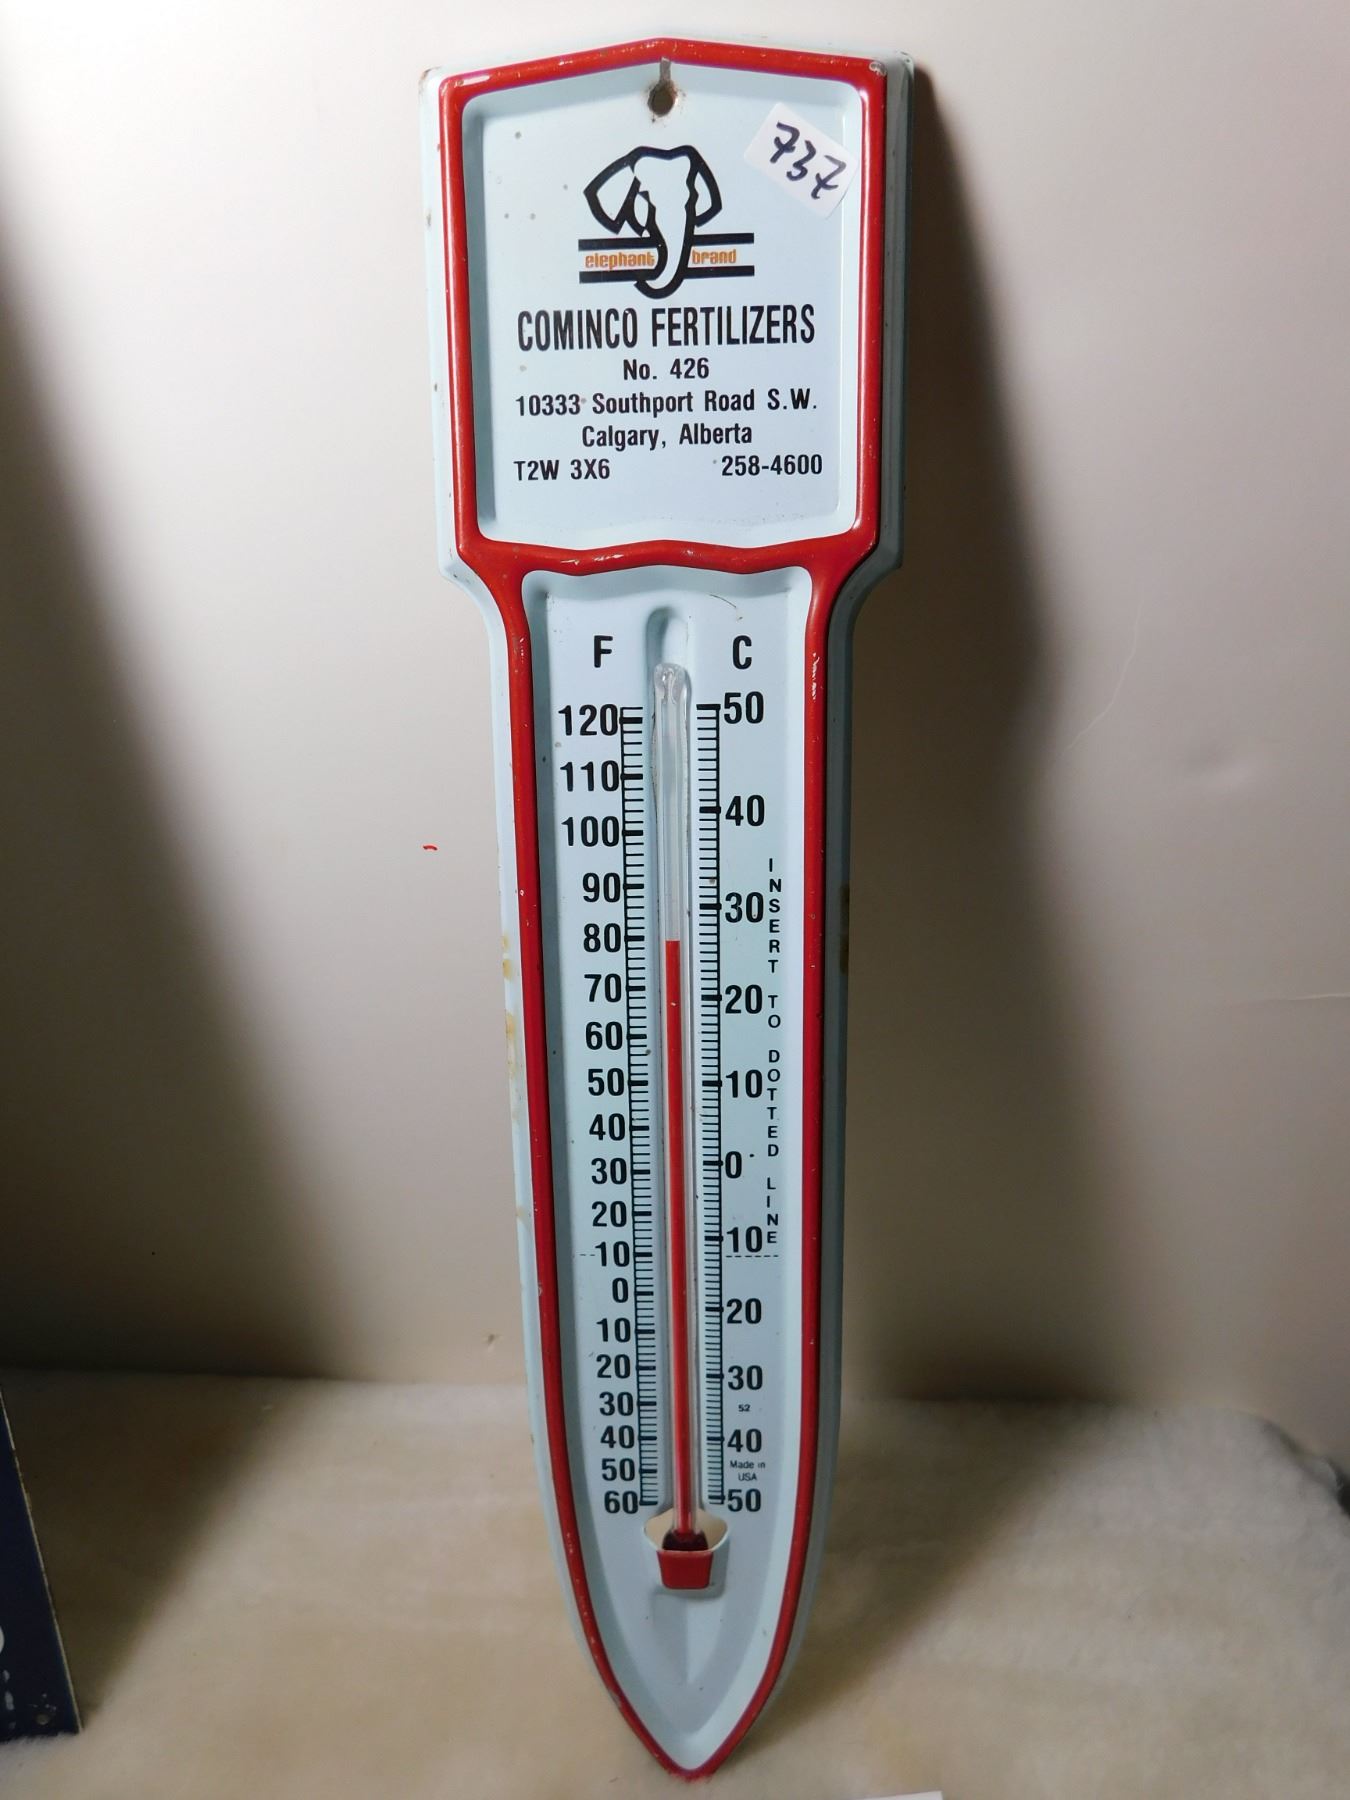 737
elephant brand
COMINCO FERTILIZERS
No. 426
10333 Southport Road S.W.
Calgary, Alberta
T2W 3X6 258-4600
F C
120 50
110
100 40
90
80 30
70
60 20
50 10
40
30 0
20
10 10
0
10 20
20
30 30
52
40 40
50
Made in
USA
60 50
INSERT TO DOTTED LINE